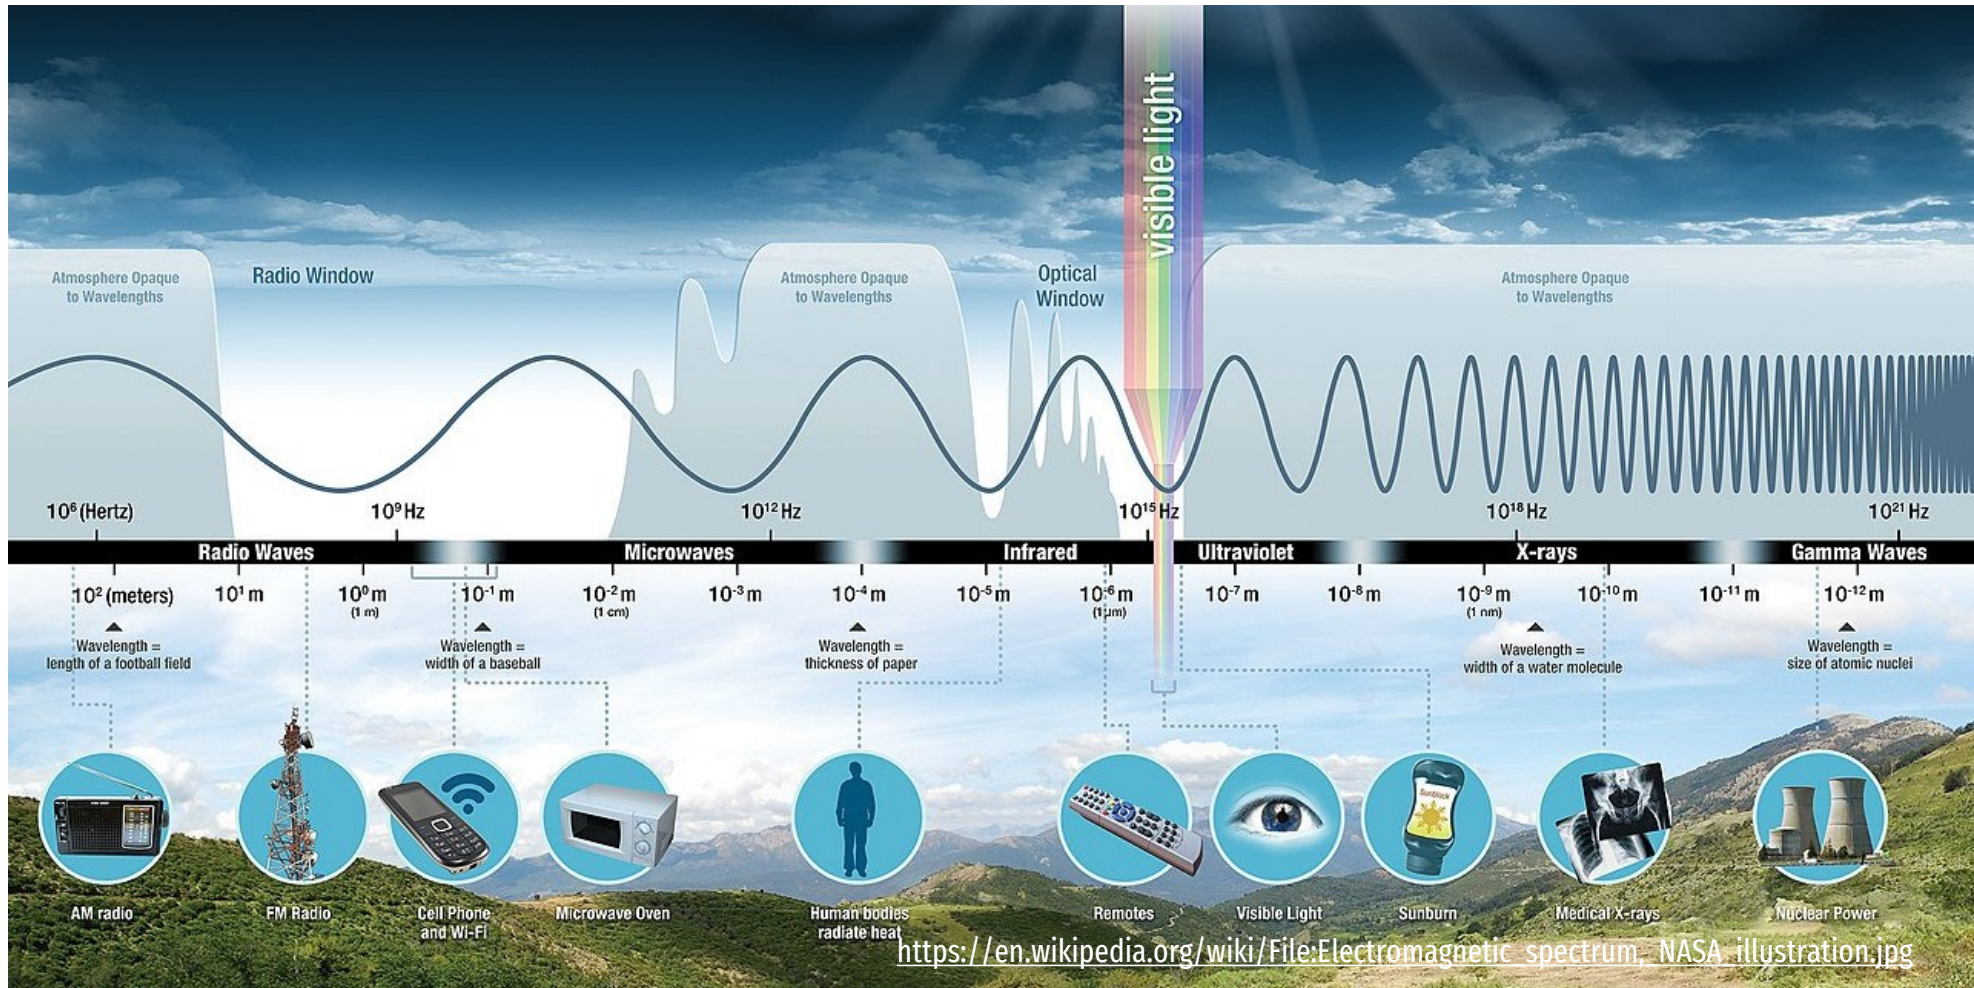 visible light
Atmosphere Opaque
to Wavelengths
Radio Window
Atmosphere Opaque
to Wavelengths
Optical
Window
Atmosphere Opaque
to Wavelengths
10⁶ (Hertz)
10⁹ Hz
10¹² Hz
10¹⁵ Hz
10¹⁸ Hz
10²¹ Hz
Radio Waves
Microwaves
Infrared
Ultraviolet
X-rays
Gamma Waves
10² (meters)
10¹ m
10⁰ m
(1 m)
10⁻¹ m
10⁻² m
(1 cm)
10⁻³ m
10⁻⁴ m
10⁻⁵ m
10⁻⁶ m
(1 µm)
10⁻⁷ m
10⁻⁸ m
10⁻⁹ m
(1 nm)
10⁻¹⁰ m
10⁻¹¹ m
10⁻¹² m
Wavelength =
length of a football field
Wavelength =
width of a baseball
Wavelength =
thickness of paper
Wavelength =
width of a water molecule
Wavelength =
size of atomic nuclei
Sunblock
AM radio
FM Radio
Cell Phone
and Wi-Fi
Microwave Oven
Human bodies
radiate heat
Remotes
Visible Light
Sunburn
Medical X-rays
Nuclear Power
https://en.wikipedia.org/wiki/File:Electromagnetic_spectrum,_NASA_illustration.jpg